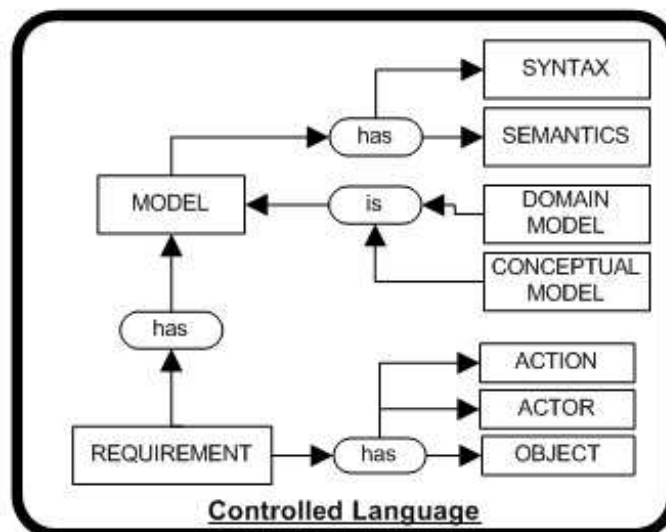 SYNTAX
has
SEMANTICS
MODEL
is
DOMAIN
MODEL
CONCEPTUAL
MODEL
has
ACTION
ACTOR
REQUIREMENT
has
OBJECT
Controlled Language